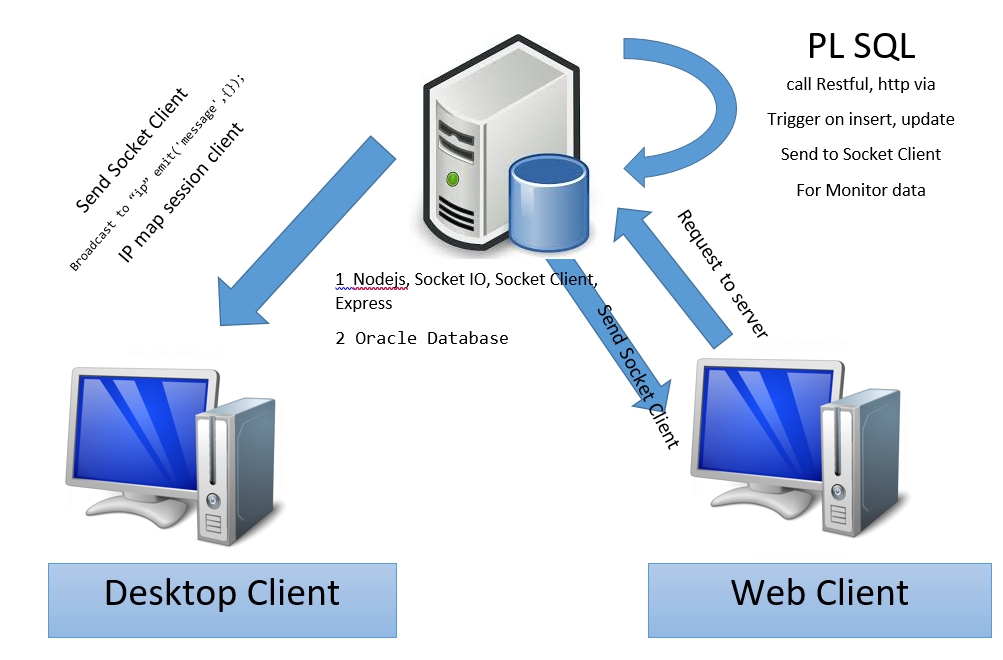 PL SQL
call Restful, http via
Trigger on insert, update
Send to Socket Client
For Monitor data
Send Socket Client
Broadcast to “ip” emit('message',{});
IP map session client
1 Nodejs, Socket IO, Socket Client,
Express
2 Oracle Database
Request to server
Send Socket Client
Desktop Client
Web Client